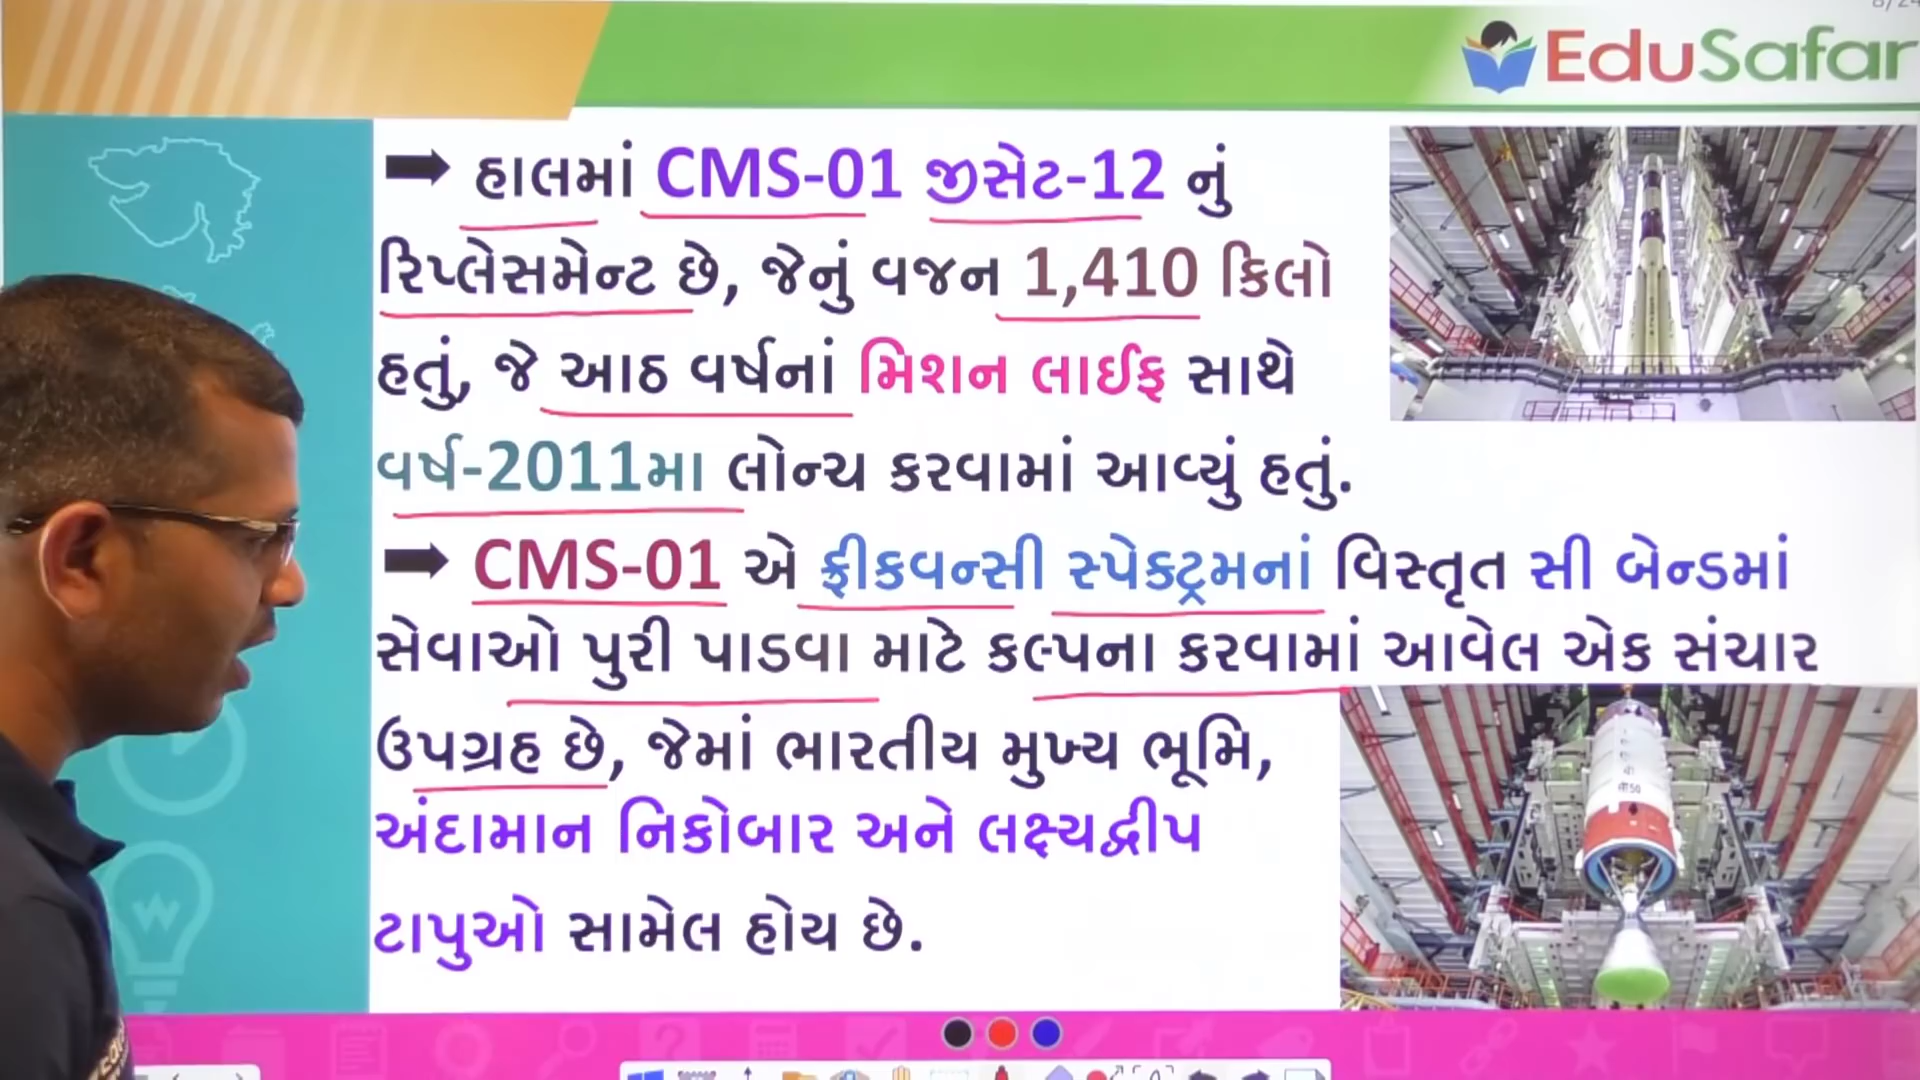 EduSafar
➡ હાલમાં CMS-01 જીસેટ-12 નું
રિપ્લેસમેન્ટ છે, જેનું વજન 1,410 કિલો
હતું, જે આઠ વર્ષનાં મિશન લાઈફ સાથે
વર્ષ-2011મા લોન્ચ કરવામાં આવ્યું હતું.
➡ CMS-01 એ ફ્રીકવન્સી સ્પેક્ટ્રમનાં વિસ્તૃત સી બેન્ડમાં
સેવાઓ પુરી પાડવા માટે કલ્પના કરવામાં આવેલ એક સંચાર
ઉપગ્રહ છે, જેમાં ભારતીય મુખ્ય ભૂમિ,
અંદામાન નિકોબાર અને લક્ષ્યદ્વીપ
ટાપુઓ સામેલ હોય છે.